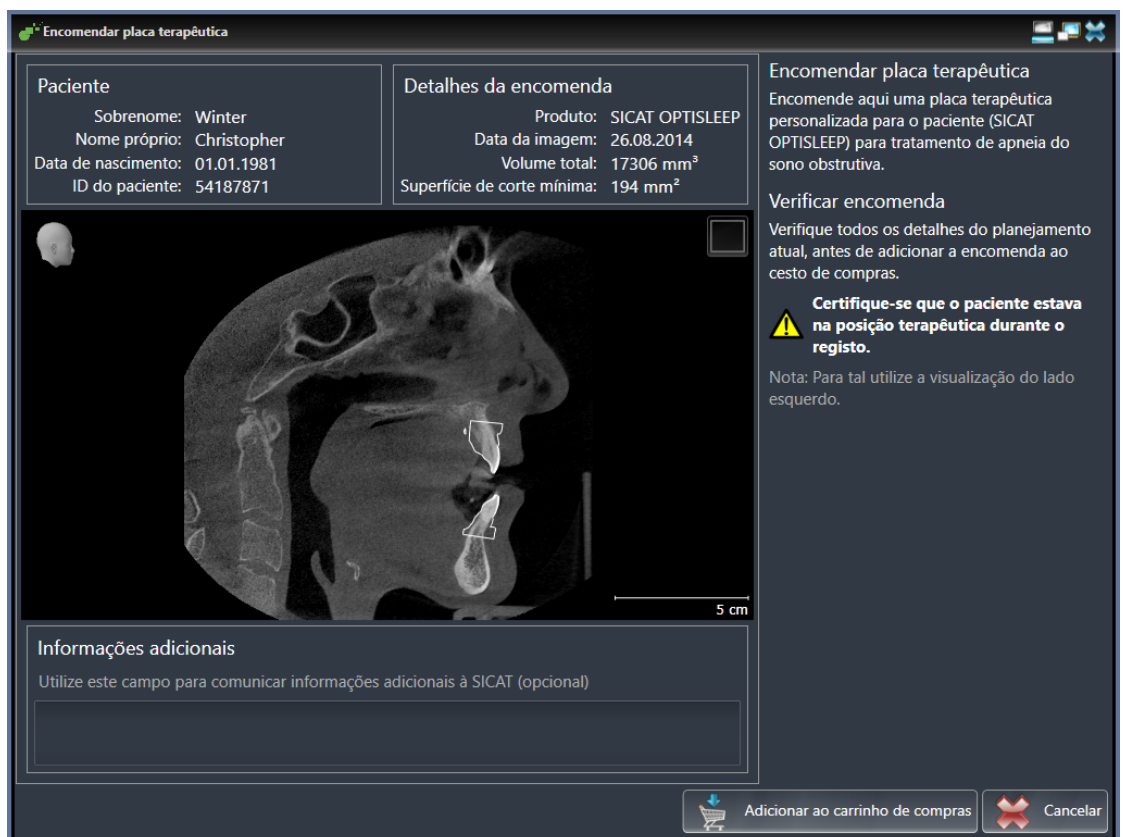 Encomendar placa terapêutica
Paciente
Sobrenome: Winter
Nome próprio: Christopher
Data de nascimento: 01.01.1981
ID do paciente: 54187871
Detalhes da encomenda
Produto: SICAT OPTISLEEP
Data da imagem: 26.08.2014
Volume total: 17306 mm³
Superfície de corte mínima: 194 mm²
5 cm
Informações adicionais
Utilize este campo para comunicar informações adicionais à SICAT (opcional)
Encomendar placa terapêutica
Encomende aqui uma placa terapêutica
personalizada para o paciente (SICAT
OPTISLEEP) para tratamento de apneia do
sono obstrutiva.
Verificar encomenda
Verifique todos os detalhes do planejamento
atual, antes de adicionar a encomenda ao
cesto de compras.
Certifique-se que o paciente estava
na posição terapêutica durante o
registo.
Nota: Para tal utilize a visualização do lado
esquerdo.
Adicionar ao carrinho de compras
Cancelar